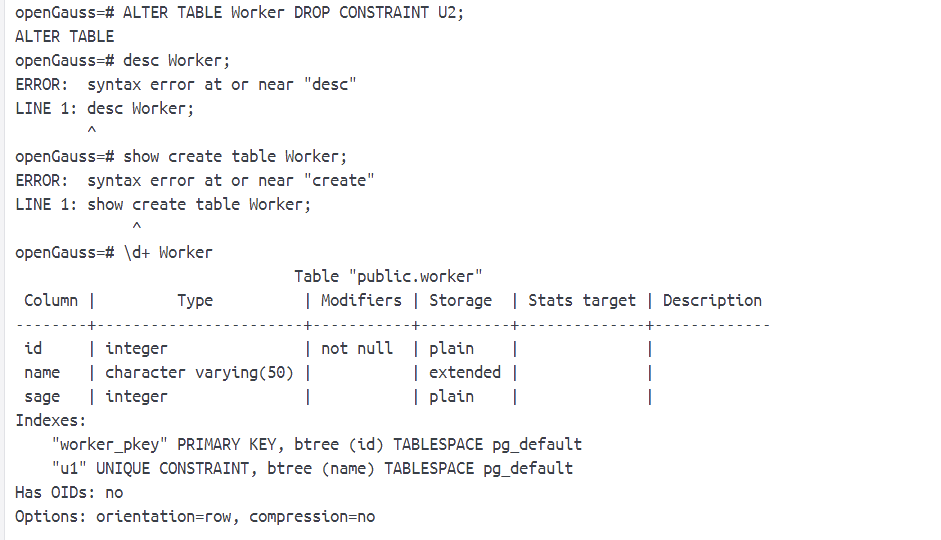 openGauss=# ALTER TABLE Worker DROP CONSTRAINT U2;
ALTER TABLE
openGauss=# desc Worker;
ERROR:  syntax error at or near "desc"
LINE 1: desc Worker;
        ^
openGauss=# show create table Worker;
ERROR:  syntax error at or near "create"
LINE 1: show create table Worker;
             ^
openGauss=# \d+ Worker
                               Table "public.worker"
 Column |         Type          | Modifiers | Storage  | Stats target | Description
--------+-----------------------+-----------+----------+--------------+-------------
 id     | integer               | not null  | plain    |              |
 name   | character varying(50) |           | extended |              |
 sage   | integer               |           | plain    |              |
Indexes:
    "worker_pkey" PRIMARY KEY, btree (id) TABLESPACE pg_default
    "u1" UNIQUE CONSTRAINT, btree (name) TABLESPACE pg_default
Has OIDs: no
Options: orientation=row, compression=no